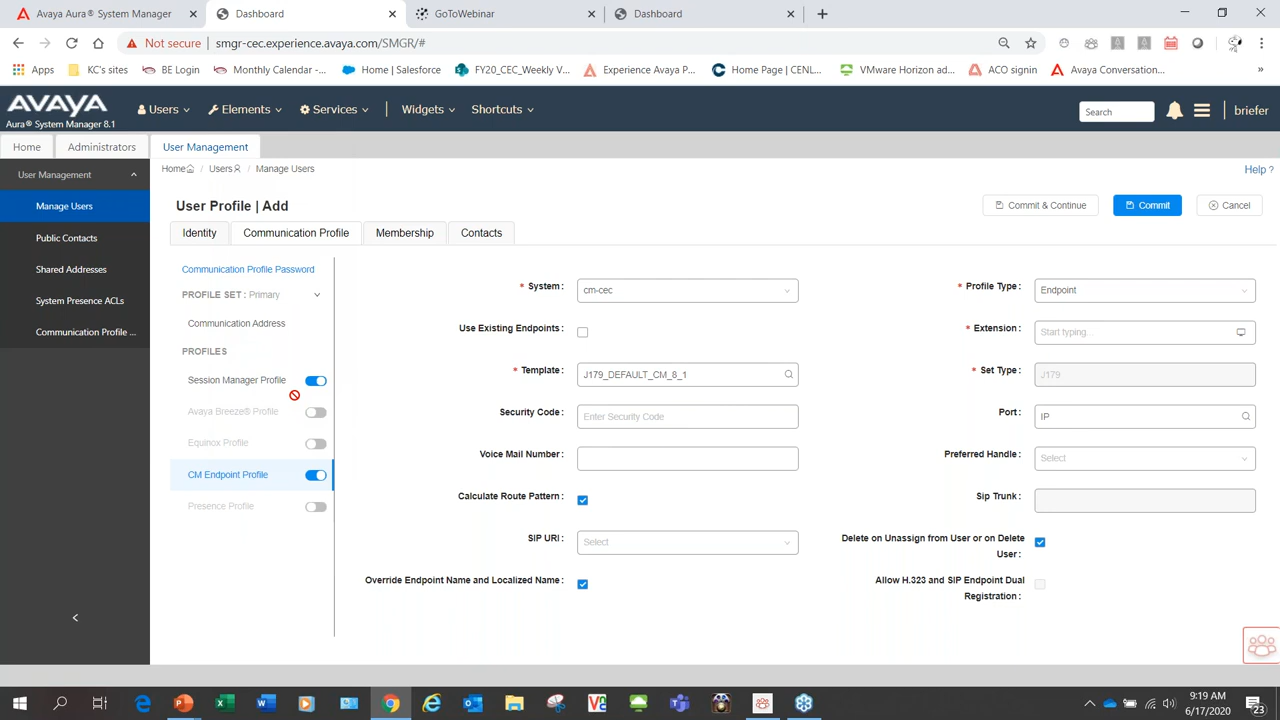 Avaya Aura® System Manager
Dashboard
GoToWebinar
Dashboard
Not secure
smgr-cec.experience.avaya.com/SMGR/#
Apps
KC's sites
BE Login
Monthly Calendar -...
Home | Salesforce
FY20_CEC_Weekly V...
Experience Avaya P...
Home Page | CENL...
VMware Horizon ad...
ACO signin
Avaya Conversation...
»
AVAYA
Aura® System Manager 8.1
Users
Elements
Services
Widgets
Shortcuts
Search
briefer
Home
Administrators
User Management
User Management
Manage Users
Public Contacts
Shared Addresses
System Presence ACLs
Communication Profile ...
Home / Users / Manage Users
Help ?
User Profile | Add
Commit & Continue
Commit
Cancel
Identity
Communication Profile
Membership
Contacts
Communication Profile Password
PROFILE SET : Primary
Communication Address
PROFILES
Session Manager Profile
Avaya Breeze® Profile
Equinox Profile
CM Endpoint Profile
Presence Profile
* System : cm-cec
* Profile Type : Endpoint
Use Existing Endpoints :
* Extension : Start typing...
* Template : J179_DEFAULT_CM_8_1
* Set Type : J179
Security Code : Enter Security Code
Port : IP
Voice Mail Number :
Preferred Handle : Select
Calculate Route Pattern :
Sip Trunk :
SIP URI : Select
Delete on Unassign from User or on Delete
User :
Override Endpoint Name and Localized Name :
Allow H.323 and SIP Endpoint Dual
Registration :
9:19 AM
6/17/2020
23